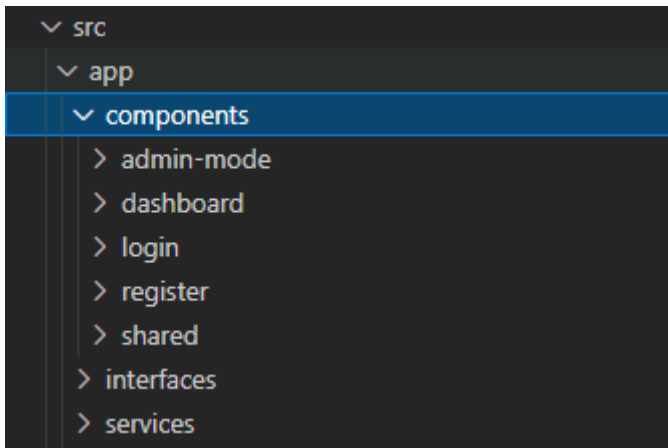 src
app
components
admin-mode
dashboard
login
register
shared
interfaces
services